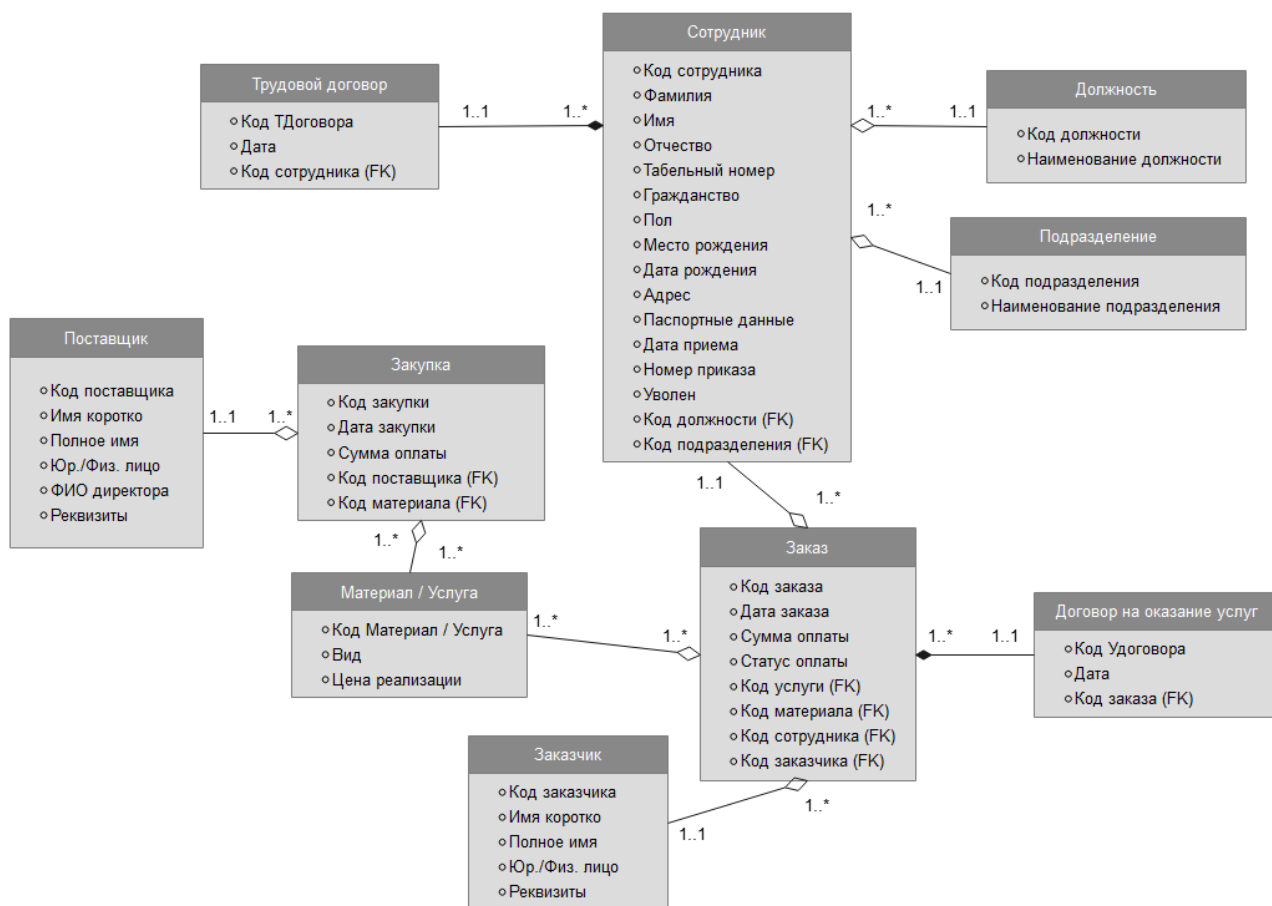 Сотрудник
Код сотрудника
Фамилия
Имя
Отчество
Табельный номер
Гражданство
Пол
Место рождения
Дата рождения
Адрес
Паспортные данные
Дата приема
Номер приказа
Уволен
Код должности (FK)
Код подразделения (FK)
Трудовой договор
Код ТДоговора
Дата
Код сотрудника (FK)
1..1
1..*
Должность
Код должности
Наименование должности
1..*
1..1
Подразделение
Код подразделения
Наименование подразделения
1..*
1..1
Поставщик
Код поставщика
Имя коротко
Полное имя
Юр./Физ. лицо
ФИО директора
Реквизиты
1..1
1..*
Закупка
Код закупки
Дата закупки
Сумма оплаты
Код поставщика (FK)
Код материала (FK)
1..*
1..*
Материал / Услуга
Код Материал / Услуга
Вид
Цена реализации
1..*
1..*
1..1
1..*
Заказ
Код заказа
Дата заказа
Сумма оплаты
Статус оплаты
Код услуги (FK)
Код материала (FK)
Код сотрудника (FK)
Код заказчика (FK)
1..*
1..1
Договор на оказание услуг
Код Удоговора
Дата
Код заказа (FK)
Заказчик
Код заказчика
Имя коротко
Полное имя
Юр./Физ. лицо
Реквизиты
1..1
1..*